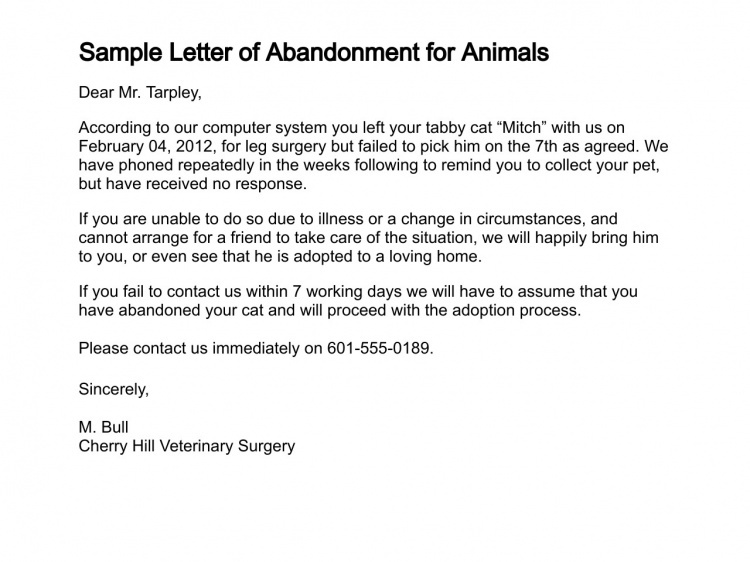 Sample Letter of Abandonment for Animals
Dear Mr. Tarpley,
According to our computer system you left your tabby cat “Mitch” with us on
February 04, 2012, for leg surgery but failed to pick him on the 7th as agreed. We
have phoned repeatedly in the weeks following to remind you to collect your pet,
but have received no response.
If you are unable to do so due to illness or a change in circumstances, and
cannot arrange for a friend to take care of the situation, we will happily bring him
to you, or even see that he is adopted to a loving home.
If you fail to contact us within 7 working days we will have to assume that you
have abandoned your cat and will proceed with the adoption process.
Please contact us immediately on 601-555-0189.
Sincerely,
M. Bull
Cherry Hill Veterinary Surgery